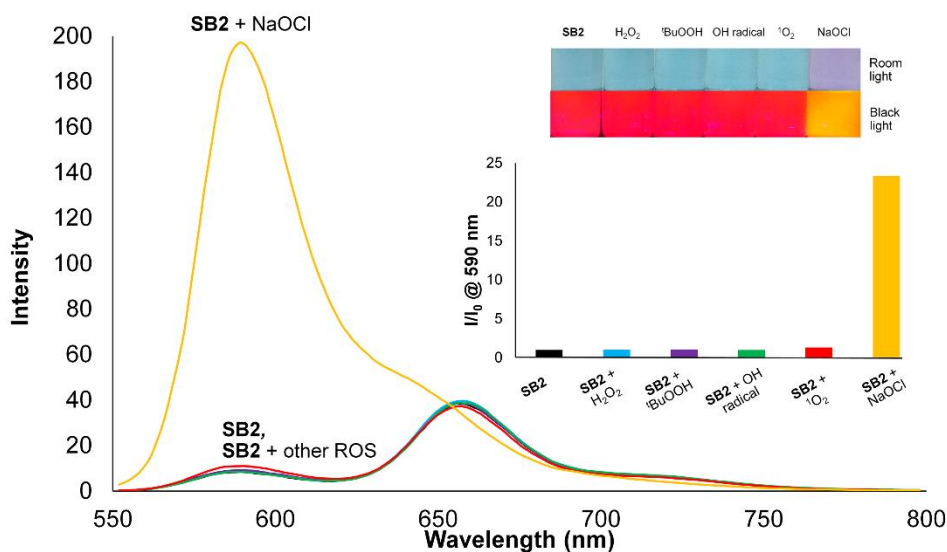 SB2 + NaOCl
200
180
160
140
120
100
80
60
40
20
0
Intensity
550
600
650
700
750
800
Wavelength (nm)
SB2,
SB2 + other ROS
SB2 H₂O₂ ᵗBuOOH OH radical ¹O₂ NaOCl
Room
light
Black
light
25
20
15
10
5
0
I/I₀ @ 590 nm
SB2
SB2 +
H₂O₂
SB2 +
ᵗBuOOH
SB2 + OH
radical
SB2 +
¹O₂
SB2 +
NaOCl